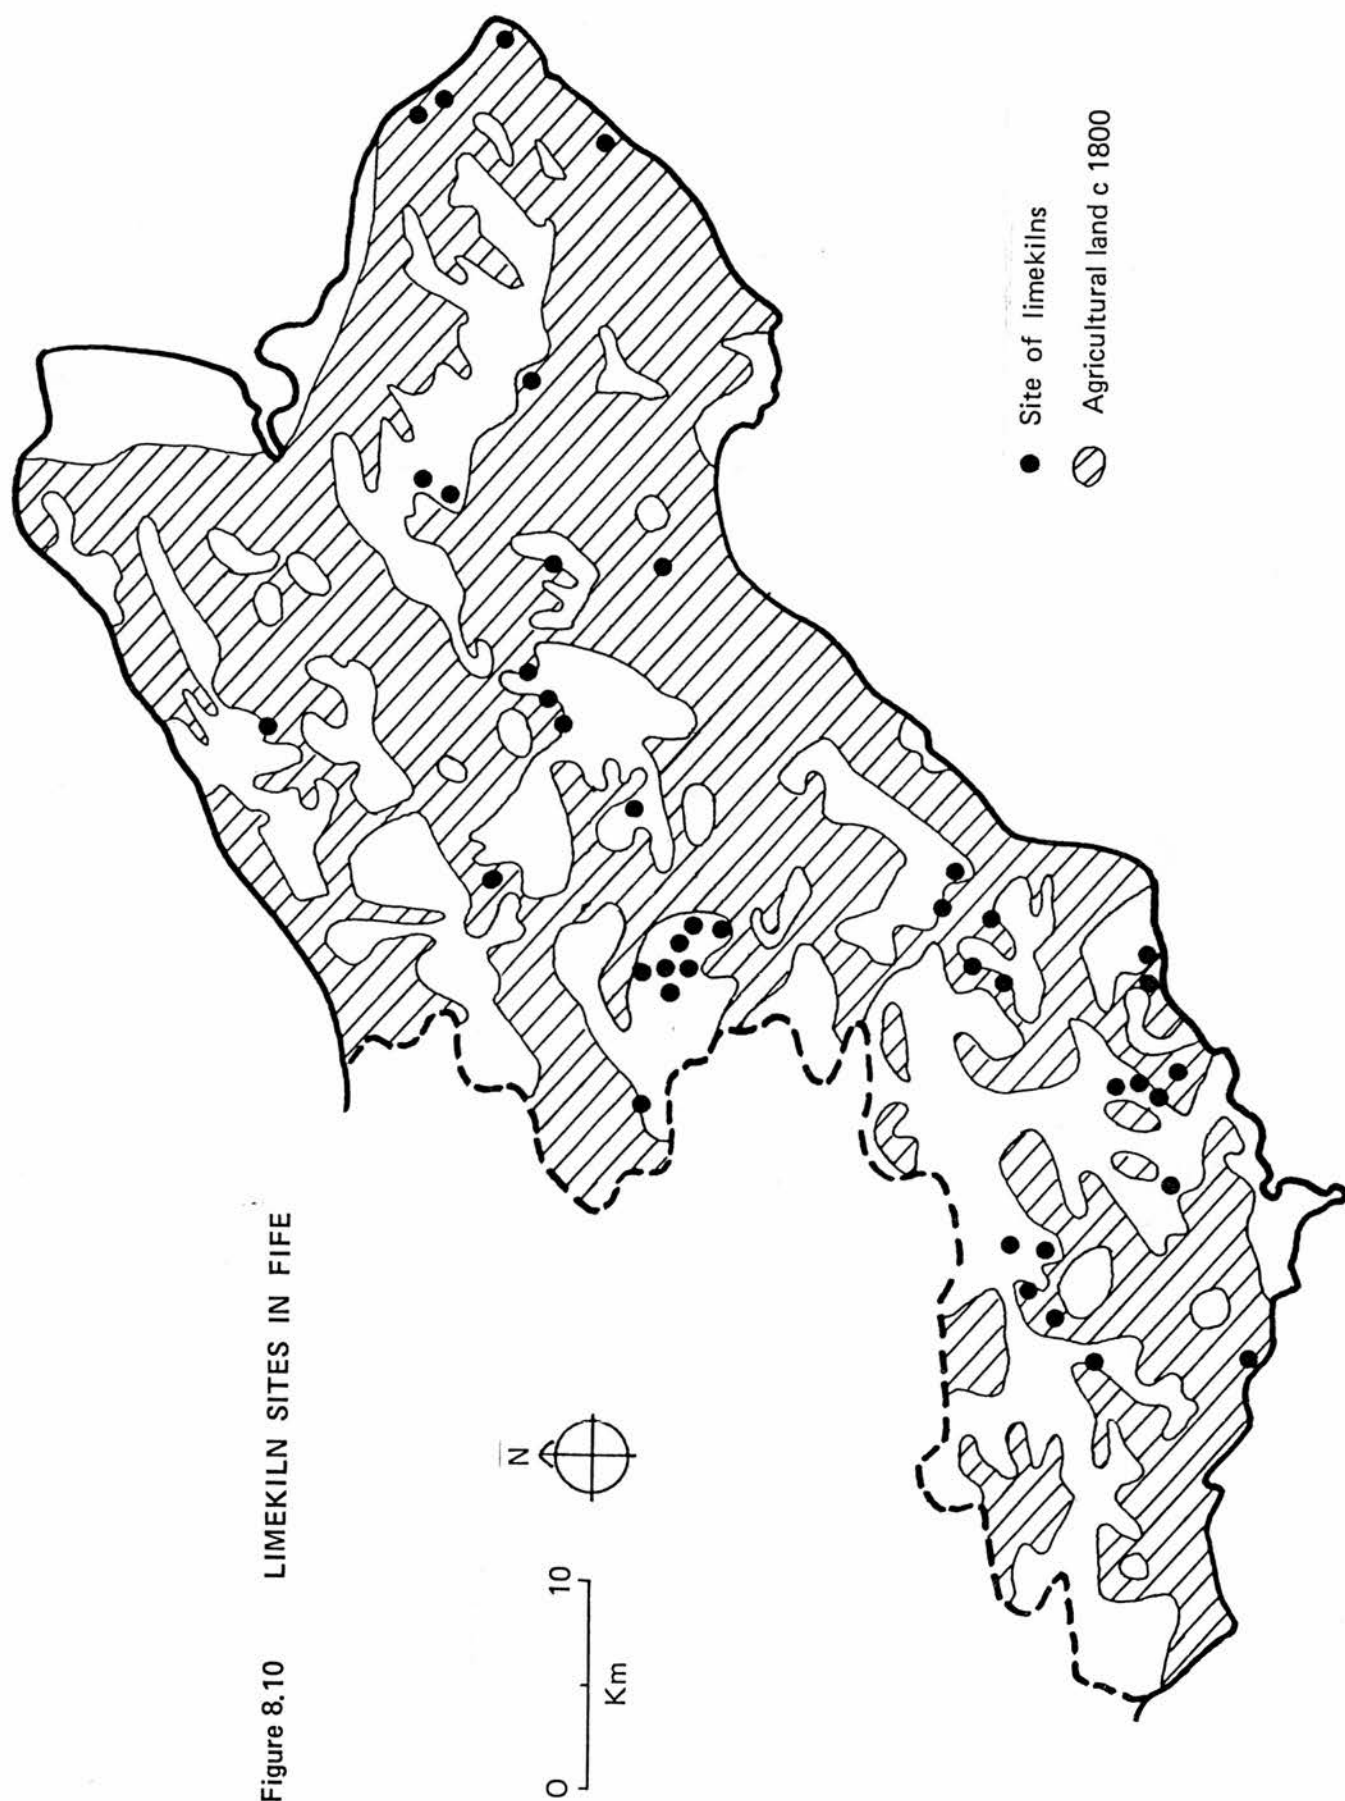 Figure 8.10 LIMEKILN SITES IN FIFE
N
0 10
Km
Site of limekilns
Agricultural land c 1800